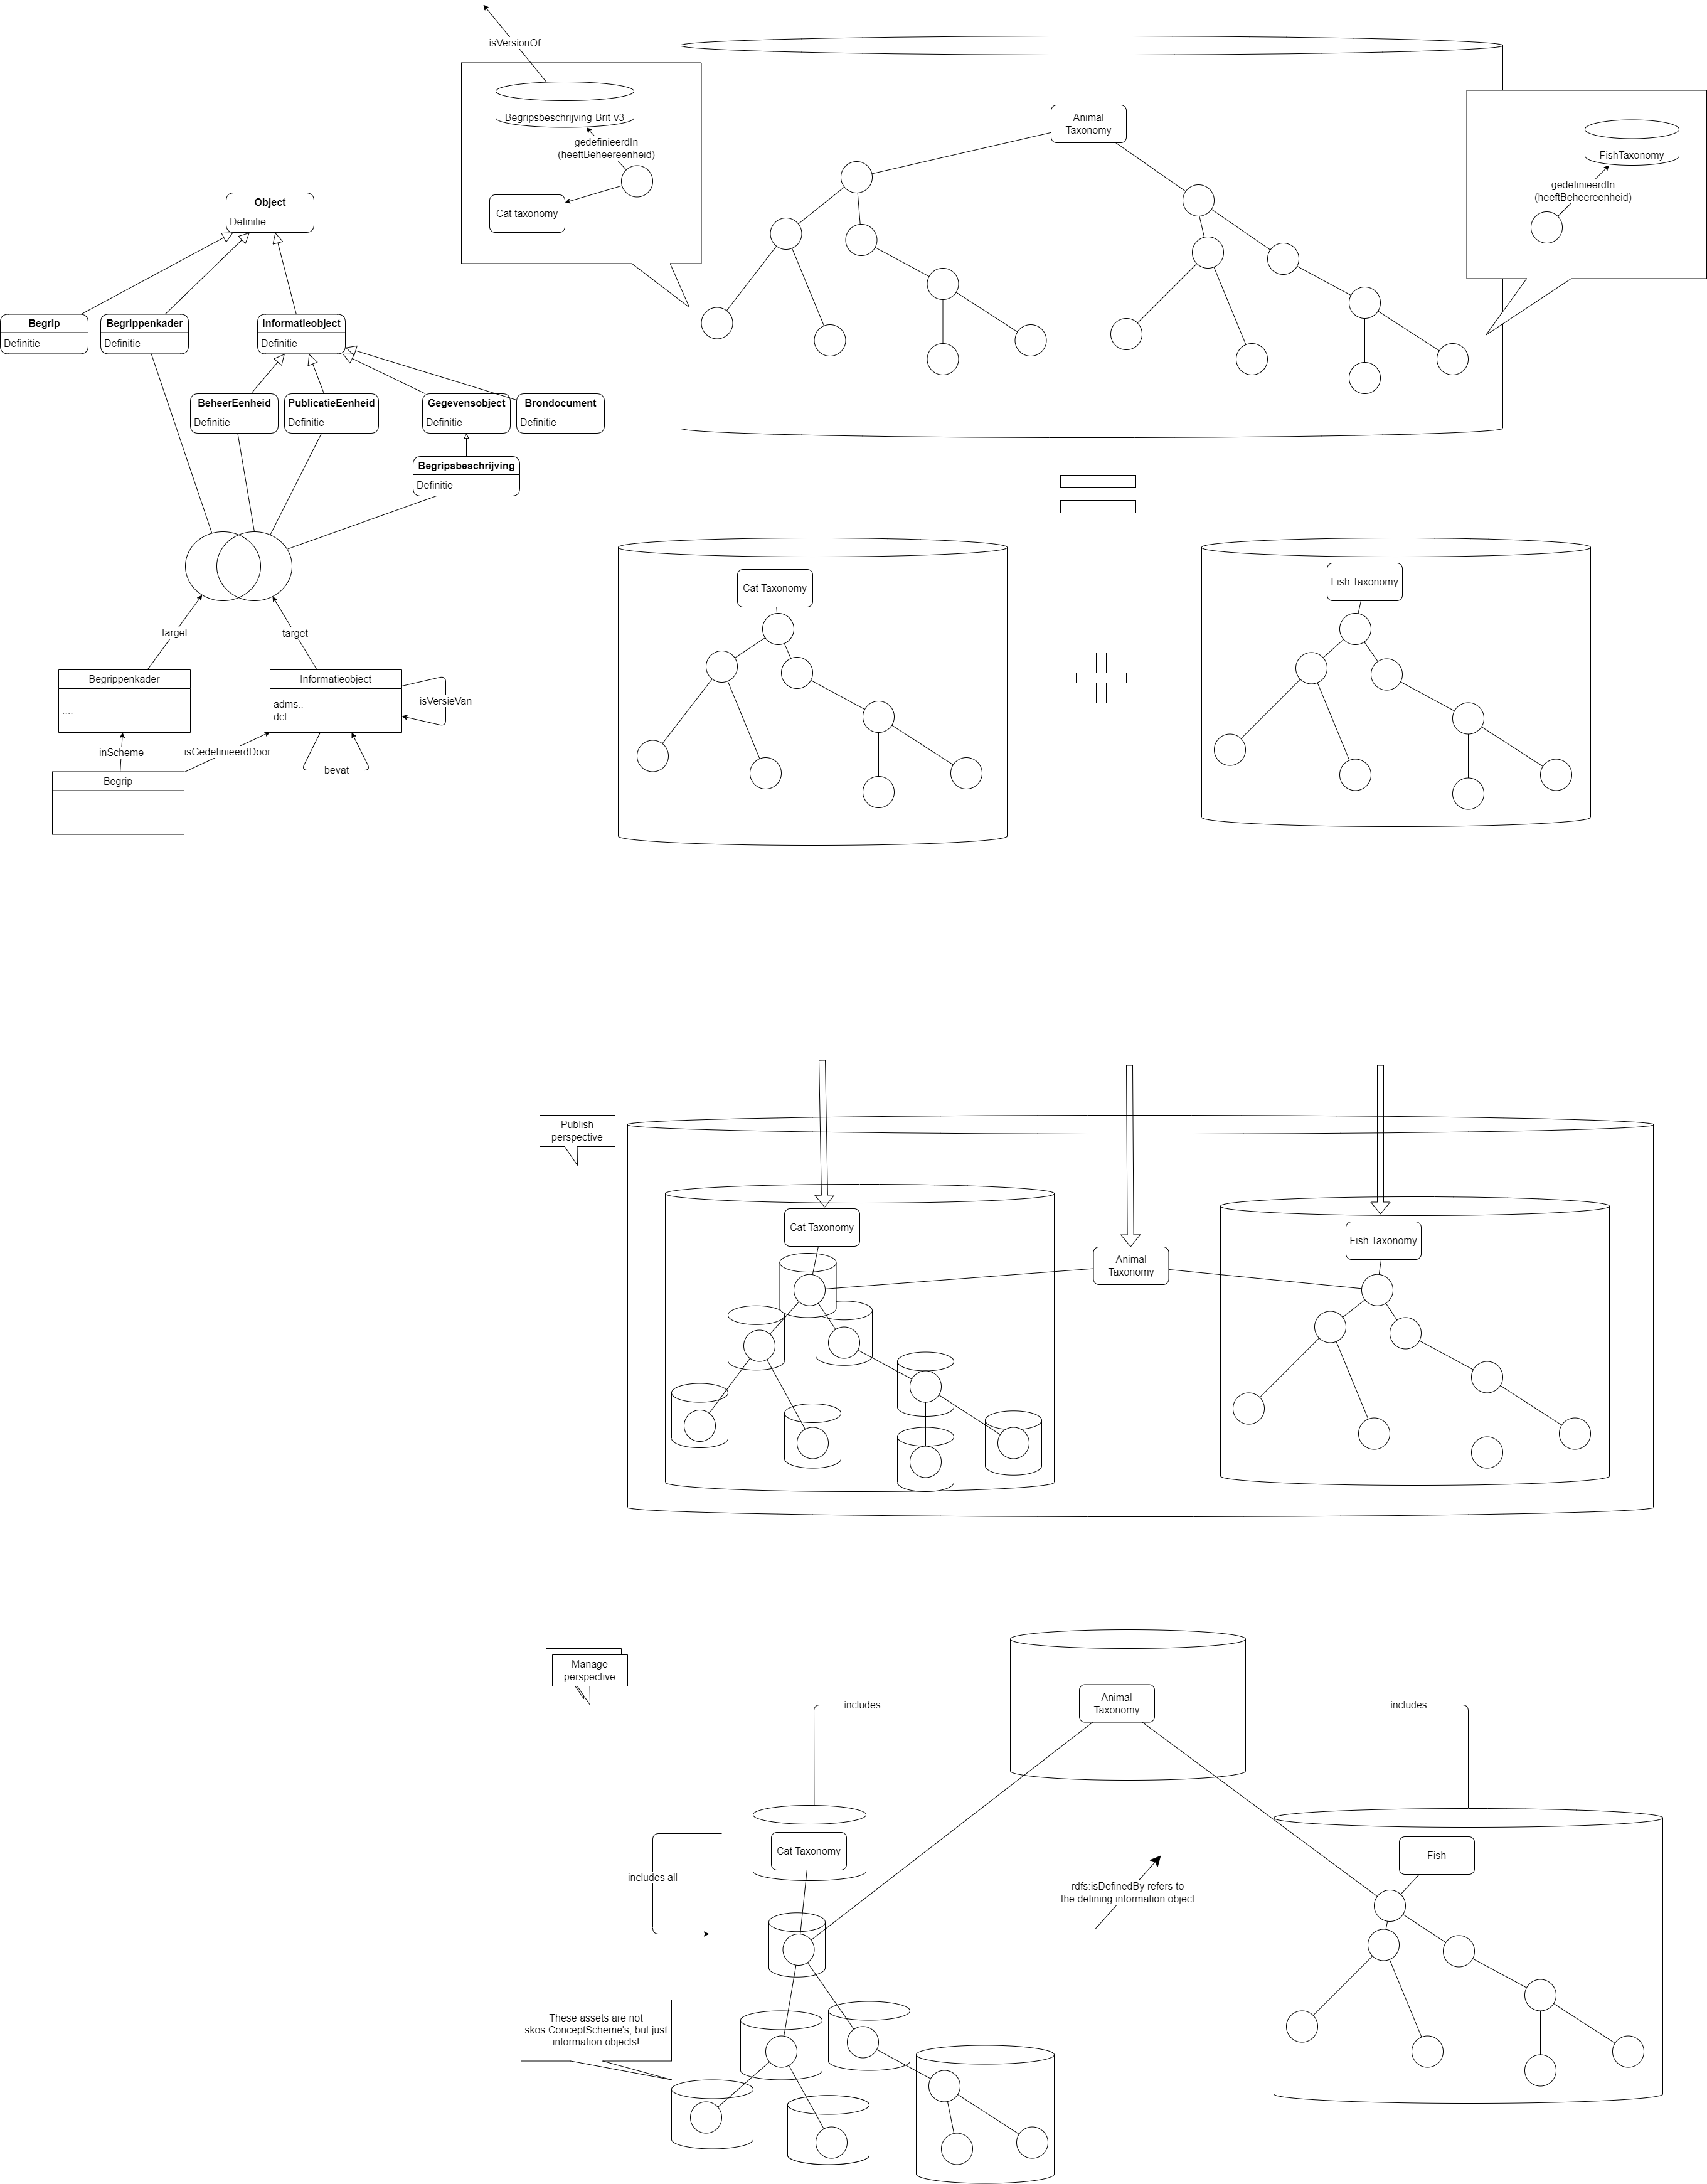 isVersionOf
Begripsbeschrijving-Brit-v3
gedefinieerdIn
(heeftBeheereenheid)
Cat taxonomy
Animal
Taxonomy
FishTaxonomy
gedefinieerdIn
(heeftBeheereenheid)
Object
Definitie
Begrip
Definitie
Begrippenkader
Definitie
Informatieobject
Definitie
BeheerEenheid
Definitie
PublicatieEenheid
Definitie
Gegevensobject
Definitie
Brondocument
Definitie
Begripsbeschrijving
Definitie
target
target
Begrippenkader
....
Informatieobject
adms..
dct...
isVersieVan
inScheme
isGedefinieerdDoor
bevat
Begrip
...
Cat Taxonomy
Fish Taxonomy
Publish
perspective
Cat Taxonomy
Animal
Taxonomy
Fish Taxonomy
Manage
perspective
includes
Animal
Taxonomy
includes
Cat Taxonomy
includes all
rdfs:isDefinedBy refers to
the defining information object
Fish
These assets are not
skos:ConceptScheme's, but just
information objects!